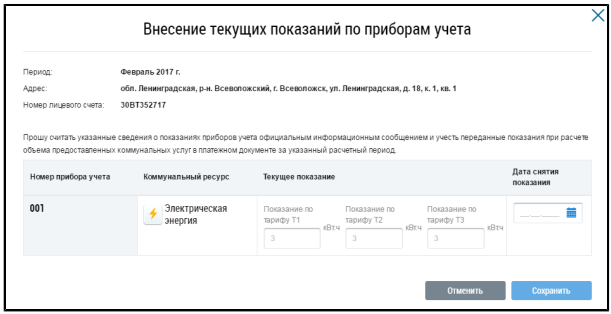 Внесение текущих показаний по приборам учета
Период: Февраль 2017 г.
Адрес: обл. Ленинградская, р-н. Всеволожский, г. Всеволожск, ул. Ленинградская, д. 18, к. 1, кв. 1
Номер лицевого счета: 30ВТ352717
Прошу считать указанные сведения о показаниях приборов учета официальным информационным сообщением и учесть переданные показания при расчете
объема предоставленных коммунальных услуг в платежном документе за указанный расчетный период.
Номер прибора учета Коммунальный ресурс Текущее показание Дата снятия
показания
001 Электрическая
энергия
Показание по
тарифу Т1
3 кВт.ч
Показание по
тарифу Т2
3 кВт.ч
Показание по
тарифу Т3
3 кВт.ч
__.__.____
Отменить Сохранить